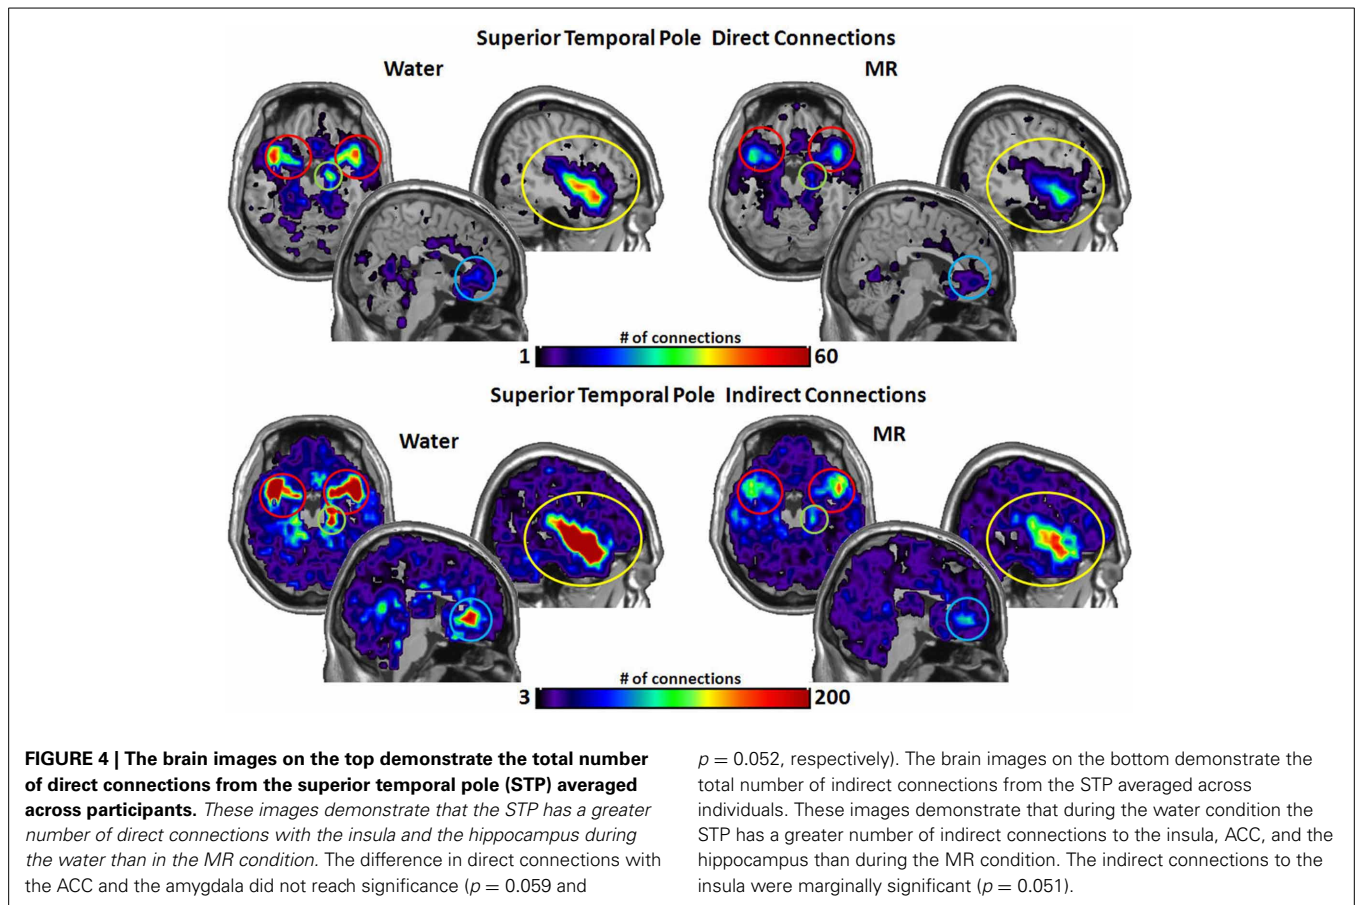 Superior Temporal Pole Direct Connections
Water
MR
# of connections
1
60
Superior Temporal Pole Indirect Connections
Water
MR
# of connections
3
200
FIGURE 4 | The brain images on the top demonstrate the total number
of direct connections from the superior temporal pole (STP) averaged
across participants. These images demonstrate that the STP has a greater
number of direct connections with the insula and the hippocampus during
the water than in the MR condition. The difference in direct connections with
the ACC and the amygdala did not reach significance (p = 0.059 and
p = 0.052, respectively). The brain images on the bottom demonstrate the
total number of indirect connections from the STP averaged across
individuals. These images demonstrate that during the water condition the
STP has a greater number of indirect connections to the insula, ACC, and the
hippocampus than during the MR condition. The indirect connections to the
insula were marginally significant (p = 0.051).